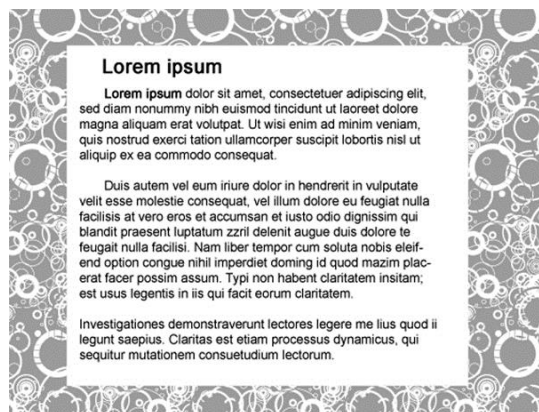 Lorem ipsum
Lorem ipsum dolor sit amet, consectetuer adipiscing elit,
sed diam nonummy nibh euismod tincidunt ut laoreet dolore
magna aliquam erat volutpat. Ut wisi enim ad minim veniam,
quis nostrud exerci tation ullamcorper suscipit lobortis nisl ut
aliquip ex ea commodo consequat.
Duis autem vel eum iriure dolor in hendrerit in vulputate
velit esse molestie consequat, vel illum dolore eu feugiat nulla
facilisis at vero eros et accumsan et iusto odio dignissim qui
blandit praesent luptatum zzril delenit augue duis dolore te
feugait nulla facilisi. Nam liber tempor cum soluta nobis eleif-
end option congue nihil imperdiet doming id quod mazim plac-
erat facer possim assum. Typi non habent claritatem insitam;
est usus legentis in iis qui facit eorum claritatem.
Investigationes demonstraverunt lectores legere me lius quod ii
legunt saepius. Claritas est etiam processus dynamicus, qui
sequitur mutationem consuetudium lectorum.